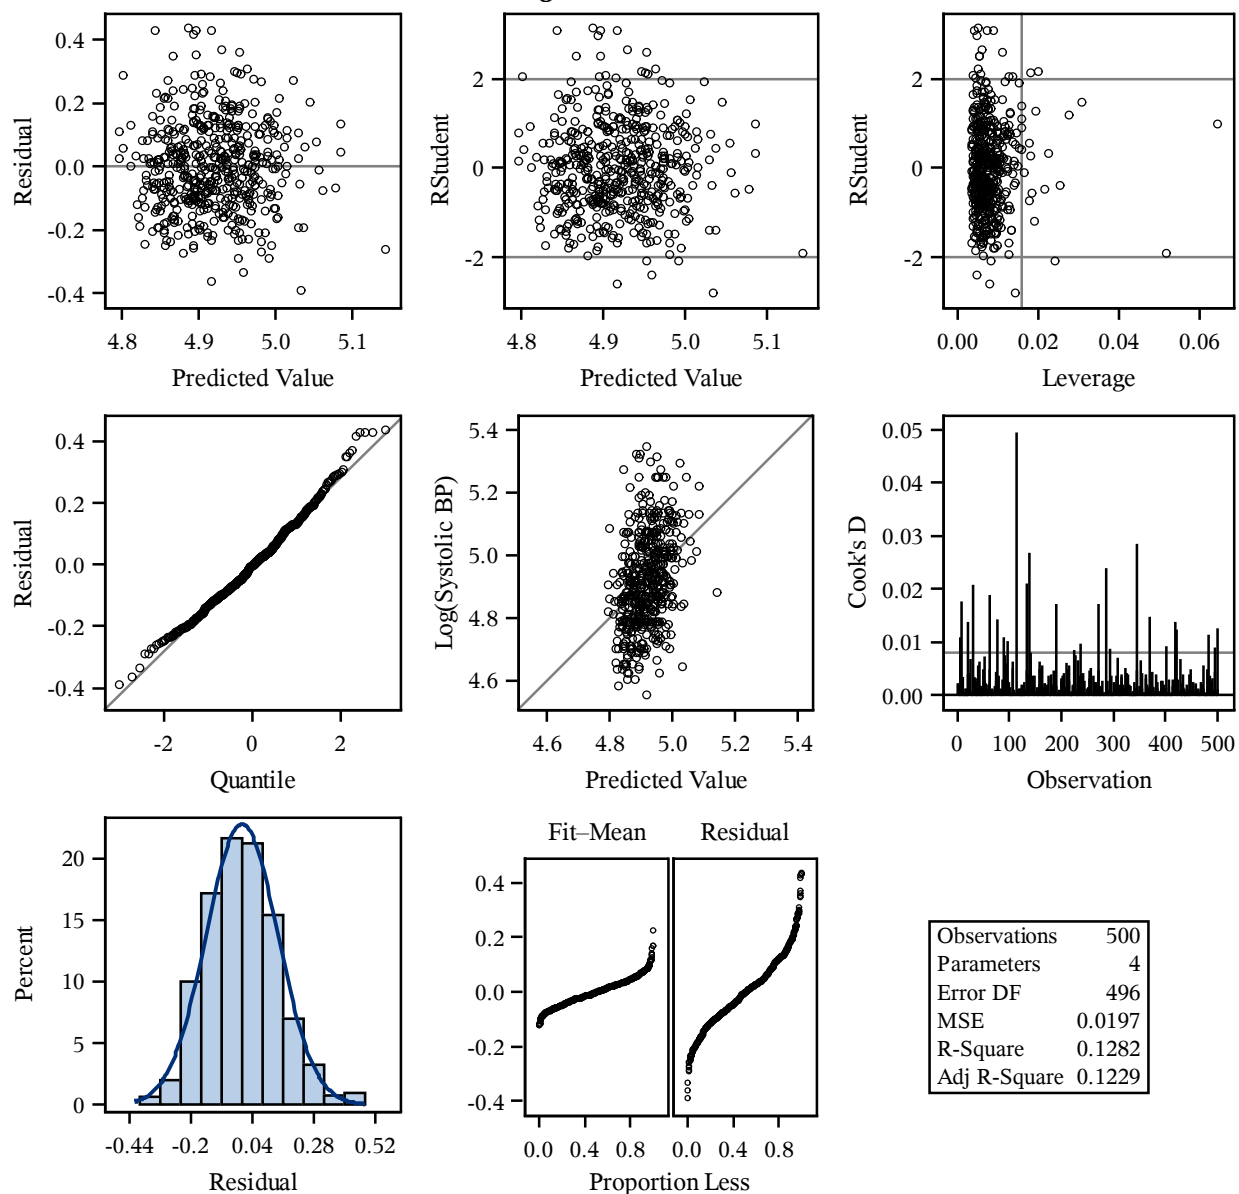 0.4
0.2
0.0
-0.2
-0.4
Residual
4.8 4.9 5.0 5.1
Predicted Value
2
0
-2
RStudent
4.8 4.9 5.0 5.1
Predicted Value
2
0
-2
RStudent
0.00 0.02 0.04 0.06
Leverage
0.4
0.2
0.0
-0.2
-0.4
Residual
-2 0 2
Quantile
5.4
5.2
5.0
4.8
4.6
Log(Systolic BP)
4.6 4.8 5.0 5.2 5.4
Predicted Value
0.05
0.04
0.03
0.02
0.01
0.00
Cook's D
0 100 200 300 400 500
Observation
20
15
10
5
0
Percent
-0.44 -0.2 0.04 0.28 0.52
Residual
Fit–Mean Residual
0.4
0.2
0.0
-0.2
-0.4
0.0 0.4 0.8 0.0 0.4 0.8
Proportion Less
Observations 500
Parameters 4
Error DF 496
MSE 0.0197
R-Square 0.1282
Adj R-Square 0.1229